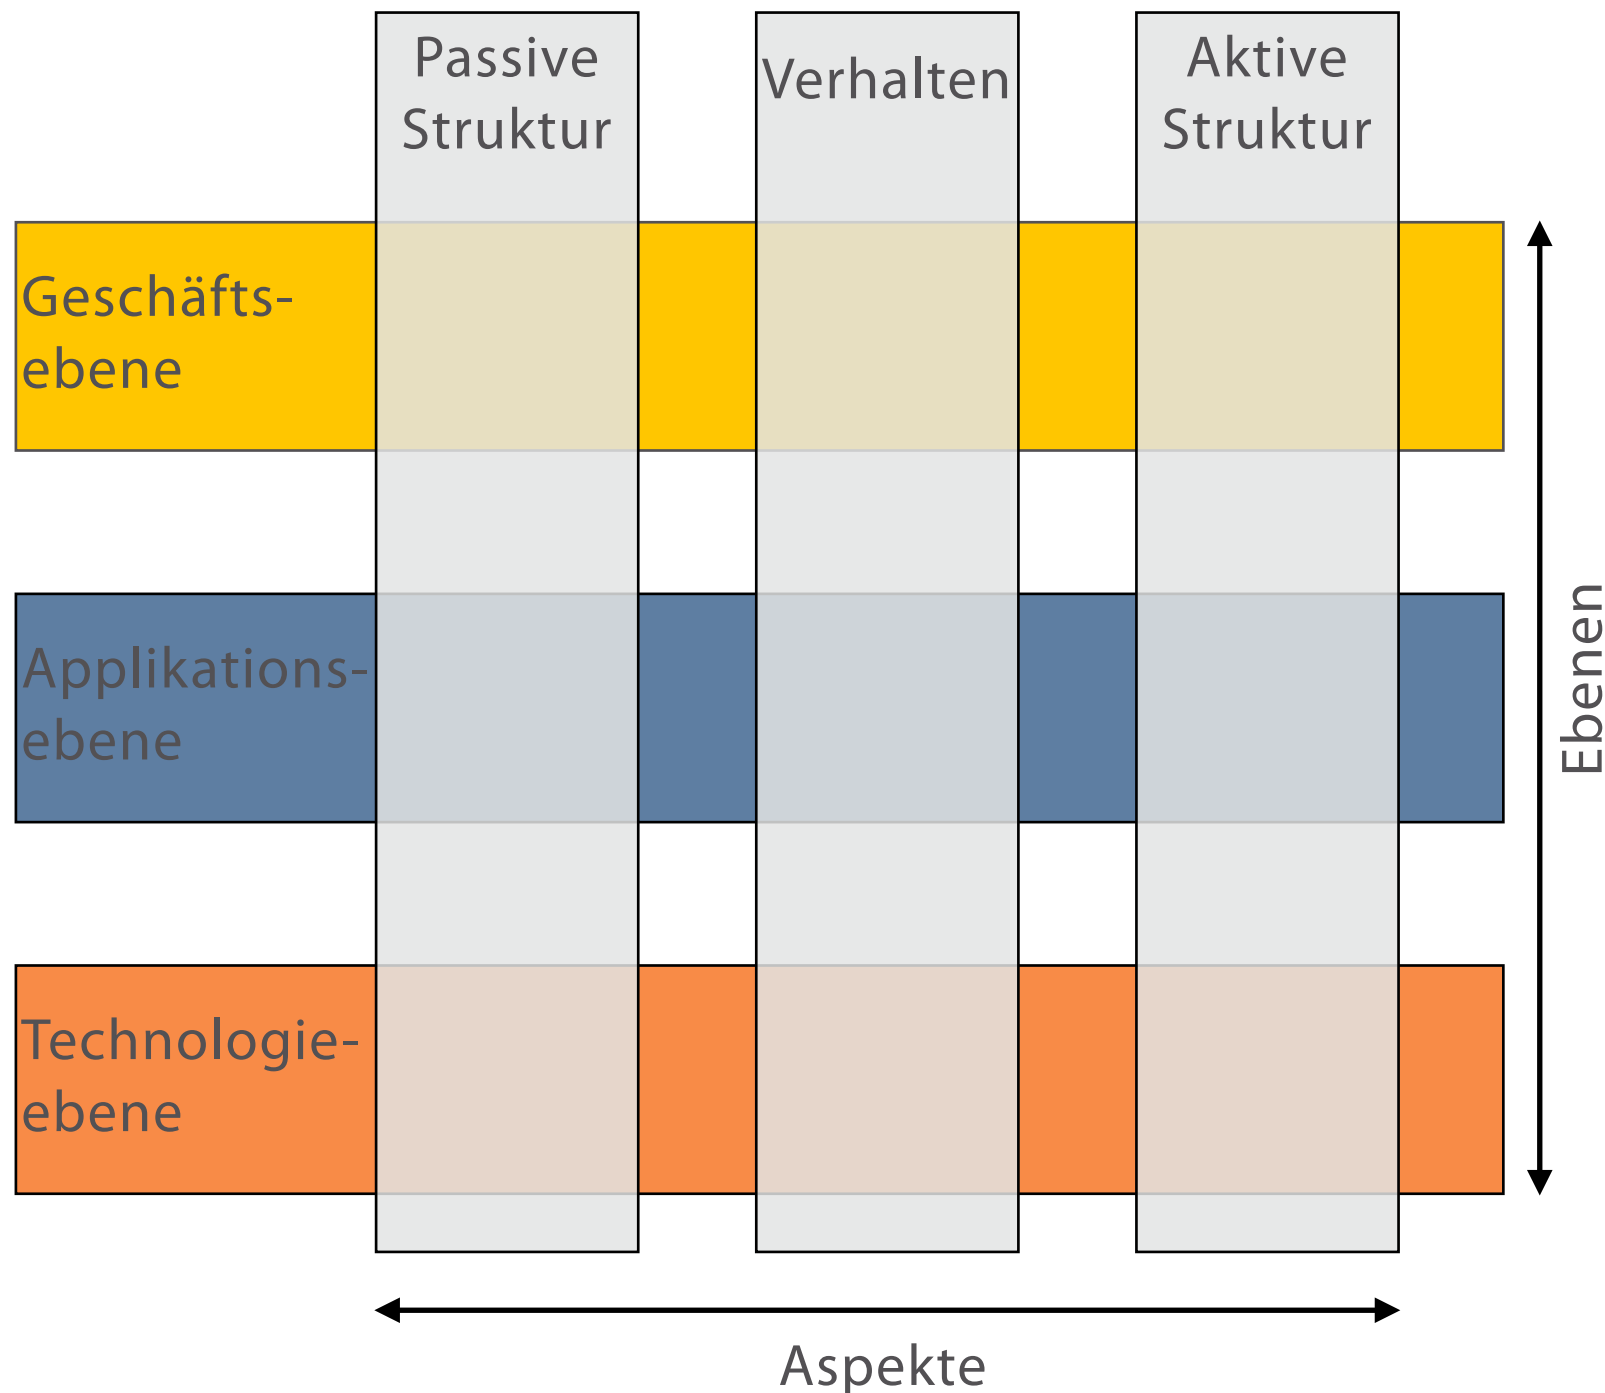 Passive
Struktur
Verhalten
Aktive
Struktur
Geschäfts-
ebene
Applikations-
ebene
Technologie-
ebene
Ebenen
Aspekte